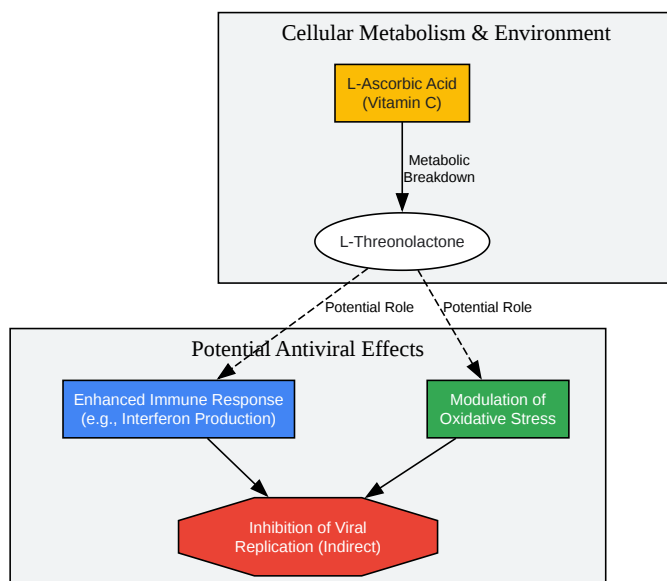 Cellular Metabolism & Environment
L-Ascorbic Acid
(Vitamin C)
Metabolic
Breakdown
L-Threonolactone
Potential Role
Potential Role
Potential Antiviral Effects
Enhanced Immune Response
(e.g., Interferon Production)
Modulation of
Oxidative Stress
Inhibition of Viral
Replication (Indirect)